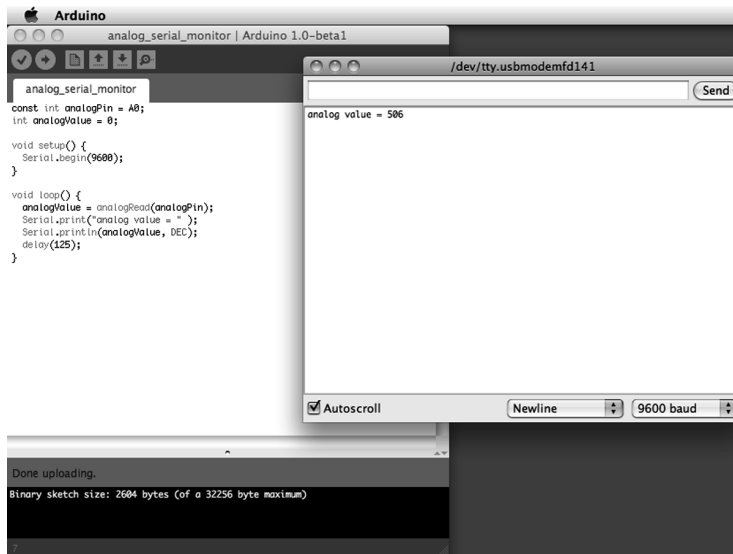 Arduino
analog_serial_monitor | Arduino 1.0-beta1
analog_serial_monitor
const int analogPin = A0;
int analogValue = 0;
void setup() {
Serial.begin(9600);
}
void loop() {
analogValue = analogRead(analogPin);
Serial.print("analog value = " );
Serial.println(analogValue, DEC);
delay(125);
}
Done uploading.
Binary sketch size: 2604 bytes (of a 32256 byte maximum)
7
/dev/tty.usbmodemfd141
Send
analog value = 506
Autoscroll
Newline
9600 baud